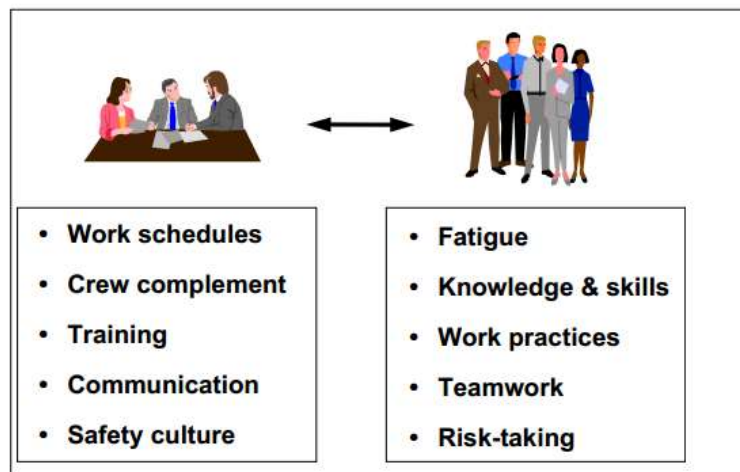 • Work schedules
• Crew complement
• Training
• Communication
• Safety culture
• Fatigue
• Knowledge & skills
• Work practices
• Teamwork
• Risk-taking